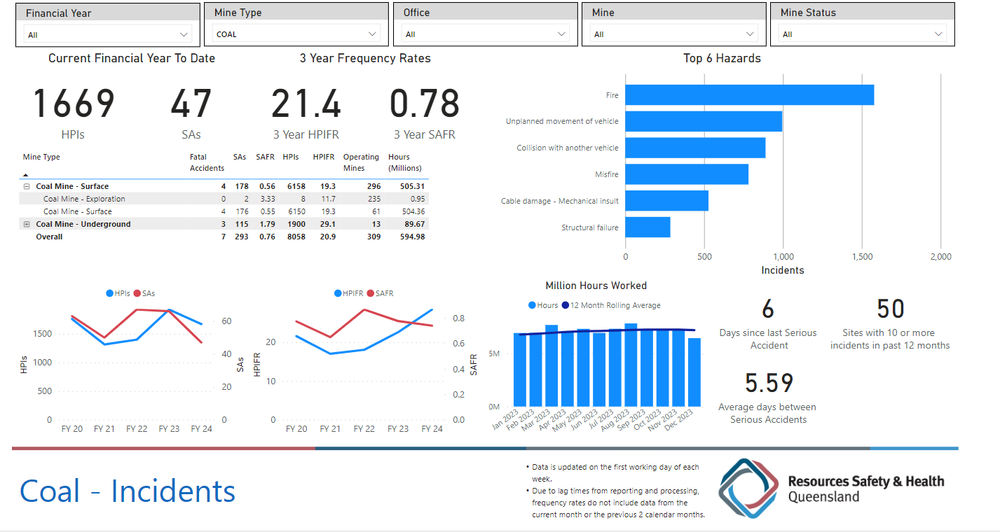 Financial Year
All
Mine Type
COAL
Office
All
Mine
All
Mine Status
All
Current Financial Year To Date
3 Year Frequency Rates
1669
HPIs
47
SAs
21.4
3 Year HPIFR
0.78
3 Year SAFR
Mine Type Fatal Accidents SAs SAFR HPIs HPIFR Operating Mines Hours (Millions)
Coal Mine - Surface 4 178 0.56 6158 19.3 296 505.31
Coal Mine - Exploration 0 2 3.33 8 11.7 235 0.95
Coal Mine - Surface 4 176 0.55 6150 19.3 61 504.36
Coal Mine - Underground 3 115 1.79 1900 29.1 13 89.67
Overall 7 293 0.76 8058 20.9 309 594.98
Top 6 Hazards
Fire
Unplanned movement of vehicle
Collision with another vehicle
Misfire
Cable damage - Mechanical insult
Structural failure
0 500 1,000 1,500 2,000
Incidents
HPIs SAs
1500
1000
500
0
HPIs
60
40
20
0
SAs
FY 20 FY 21 FY 22 FY 23 FY 24
HPIFR SAFR
20
10
0
HPIFR
0.8
0.6
0.4
0.2
0.0
SAFR
FY 20 FY 21 FY 22 FY 23 FY 24
Million Hours Worked
Hours 12 Month Rolling Average
5M
0M
Jan 2023 Feb 2023 Mar 2023 Apr 2023 May 2023 Jun 2023 Jul 2023 Aug 2023 Sep 2023 Oct 2023 Nov 2023 Dec 2023
6
Days since last Serious
Accident
50
Sites with 10 or more
incidents in past 12 months
5.59
Average days between
Serious Accidents
Coal - Incidents
• Data is updated on the first working day of each
week.
• Due to lag times from reporting and processing,
frequency rates do not include data from the
current month or the previous 2 calendar months.
Resources Safety & Health
Queensland